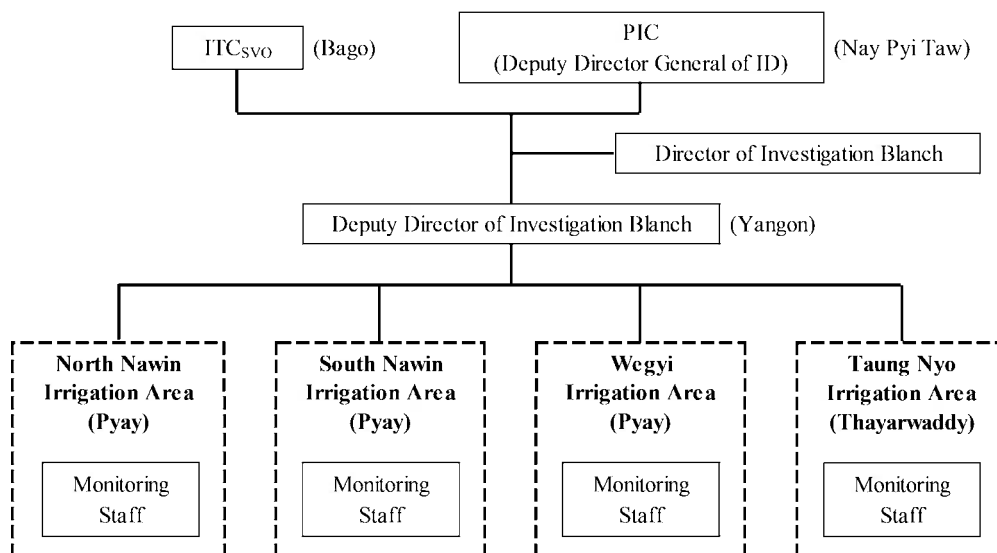 ITCSVO (Bago)
PIC
(Deputy Director General of ID)
(Nay Pyi Taw)
Director of Investigation Blanch
Deputy Director of Investigation Blanch (Yangon)
North Nawin
Irrigation Area
(Pyay)
Monitoring
Staff
South Nawin
Irrigation Area
(Pyay)
Monitoring
Staff
Wegyi
Irrigation Area
(Pyay)
Monitoring
Staff
Taung Nyo
Irrigation Area
(Thayarwaddy)
Monitoring
Staff